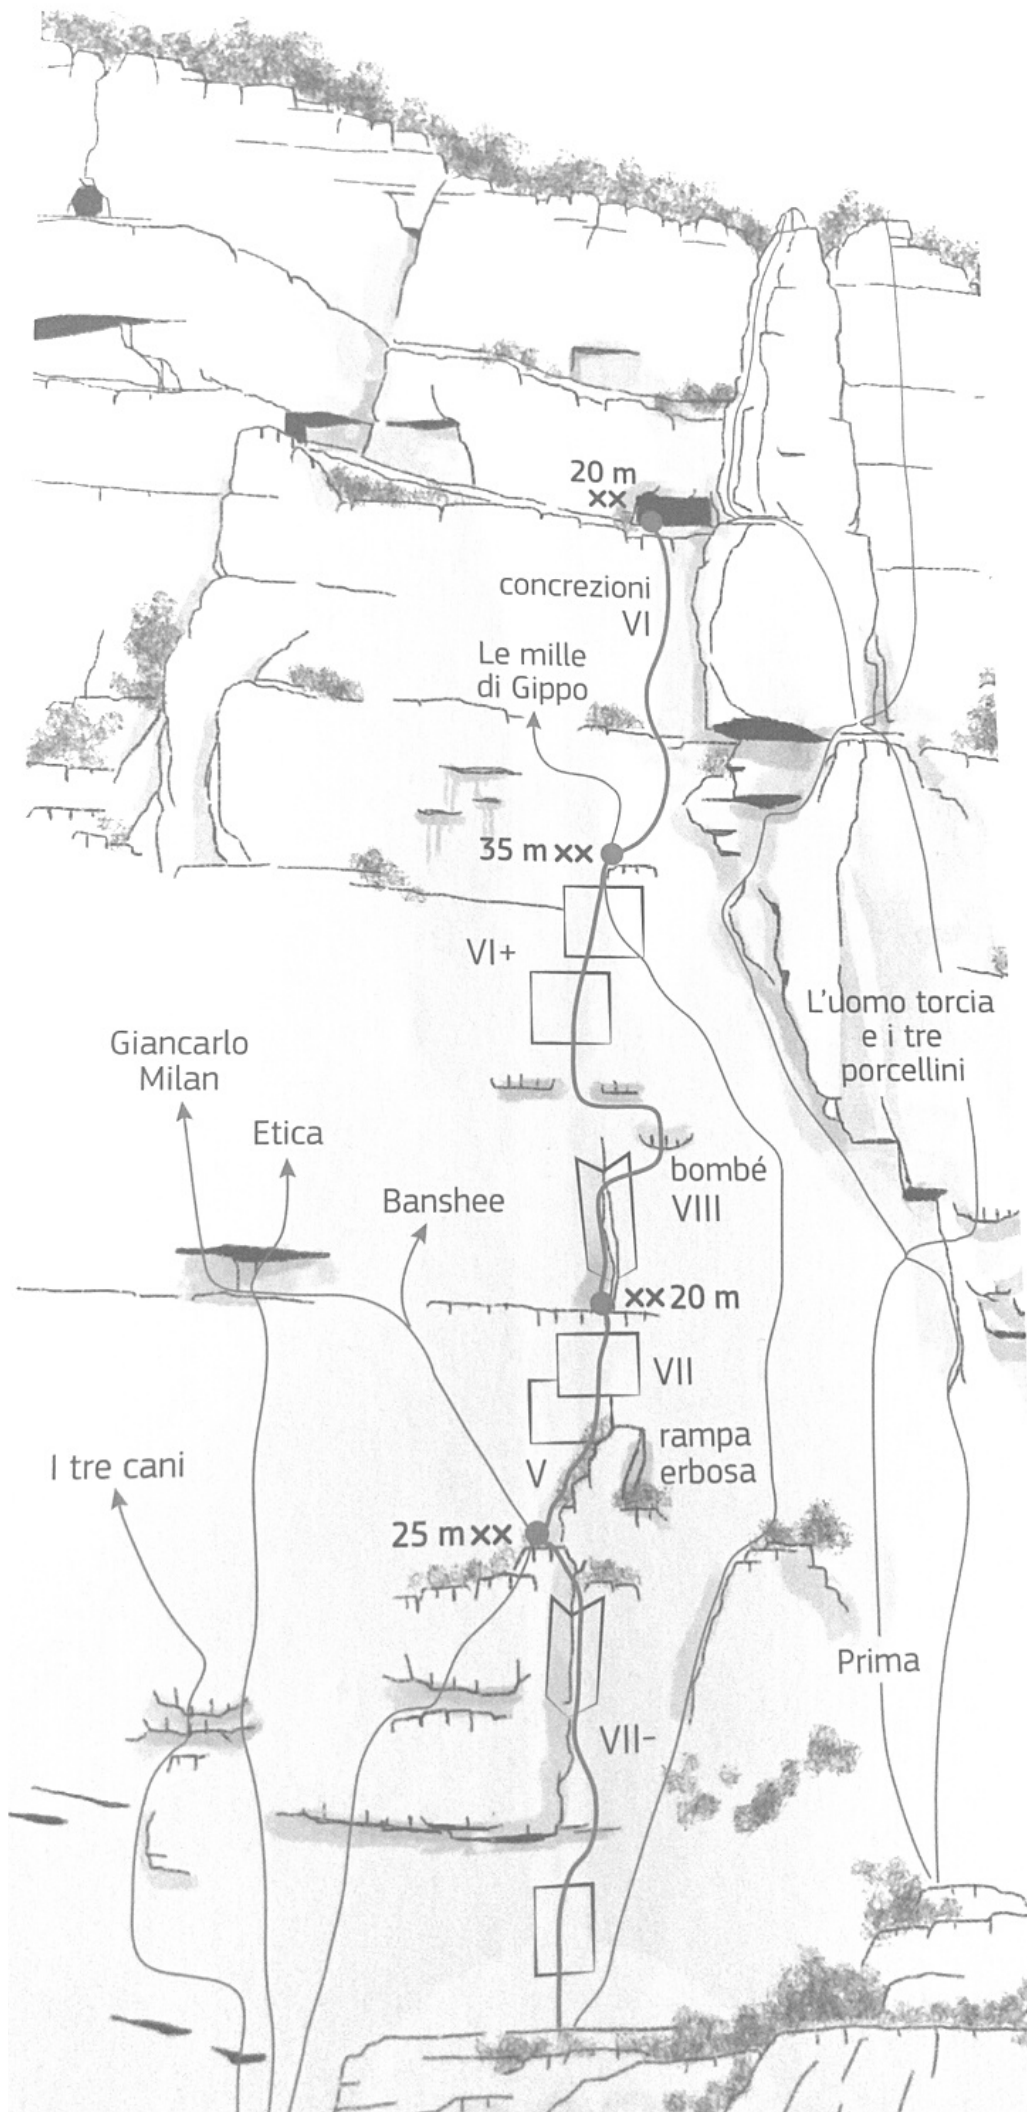 20 m
××
concrezioni
VI
Le mille
di Gippo
35 m ××
VI+
L'uomo torcia
e i tre
porcellini
Giancarlo
Milan
Etica
Banshee
bombé
VIII
×× 20 m
VII
rampa
erbosa
V
I tre cani
25 m ××
Prima
VII-